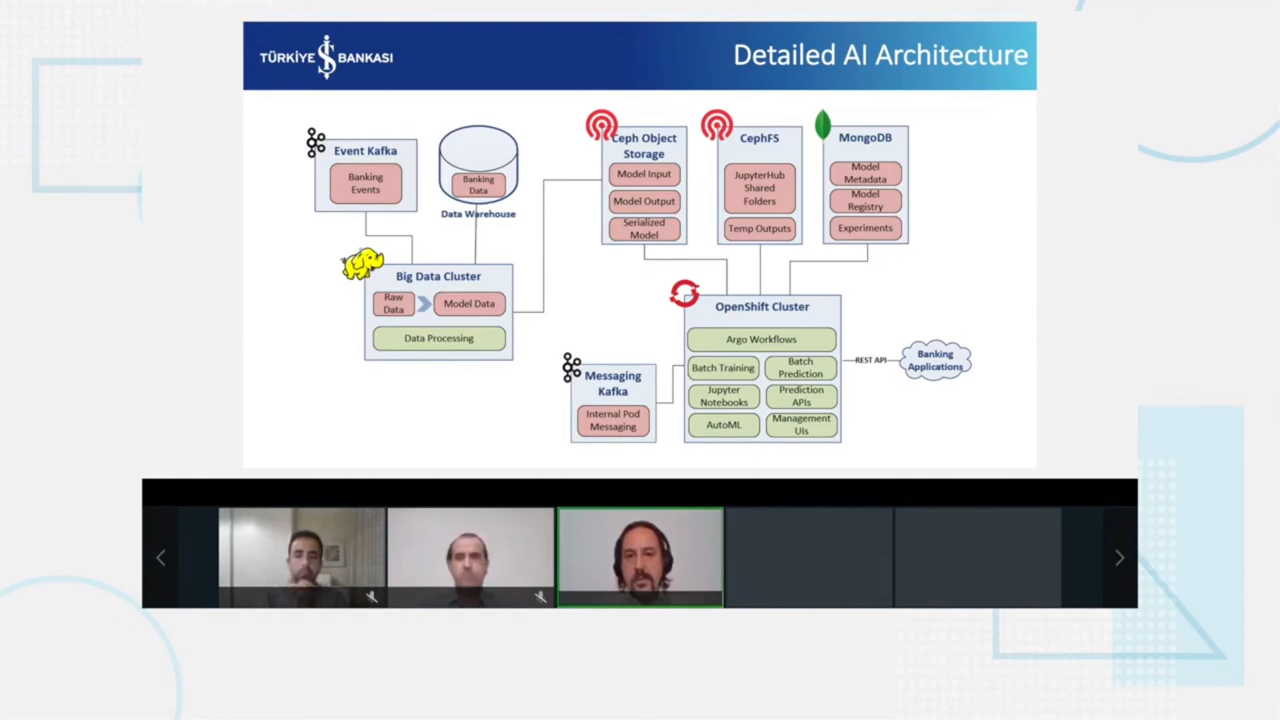 TÜRKİYE İŞ BANKASI
Detailed AI Architecture
Event Kafka
Banking
Events
Banking
Data
Data Warehouse
Big Data Cluster
Raw
Data
Model Data
Data Processing
Ceph Object
Storage
Model Input
Model Output
Serialized
Model
CephFS
JupyterHub
Shared
Folders
Temp Outputs
MongoDB
Model
Metadata
Model
Registry
Experiments
Messaging
Kafka
Internal Pod
Messaging
OpenShift Cluster
Argo Workflows
Batch Training
Batch
Prediction
Jupyter
Notebooks
Prediction
APIs
AutoML
Management
UIs
REST API
Banking
Applications